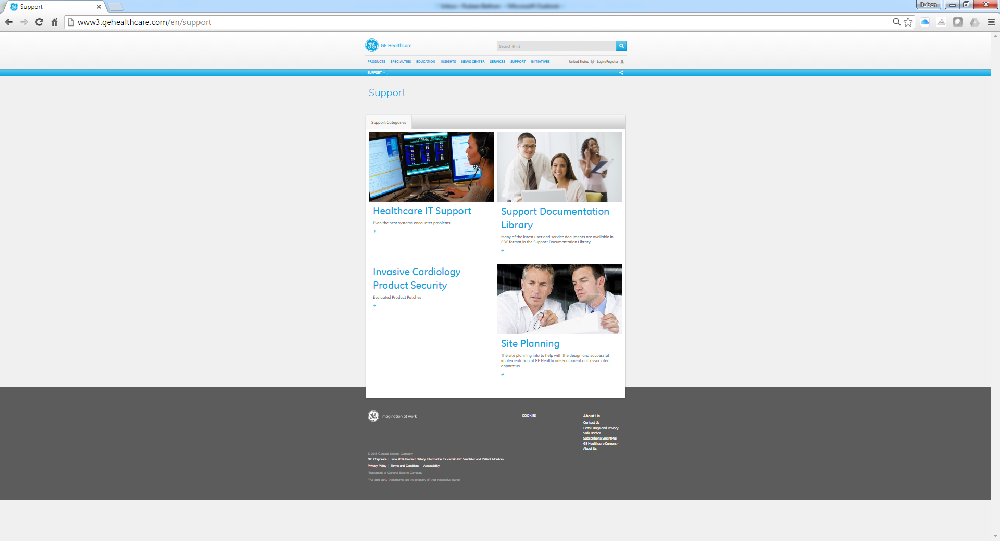 Support
Ruben
www3.gehealthcare.com/en/support
GE Healthcare
Search Hint
PRODUCTS SPECIALTIES EDUCATION INSIGHTS NEWS CENTER SERVICES SUPPORT INITIATIVES United States Login/Register
SUPPORT
Support
Support Categories
Healthcare IT Support
Even the best systems encounter problems.
Support Documentation
Library
Many of the latest user and service documents are available in
PDF format in the Support Documentation Library.
Invasive Cardiology
Product Security
Evaluated Product Patches
Site Planning
The site planning info to help with the design and successful
implementation of GE Healthcare equipment and associated
apparatus.
imagination at work
COOKIES
About Us
Contact Us
Data Usage and Privacy
Safe Harbor
Subscribe to SmartMail
GE Healthcare Careers -
About Us
© 2016 General Electric Company
GE Corporate | June 2014 Product Safety Information for certain GE Ventilator and Patient Monitors
Privacy Policy | Terms and Conditions | Accessibility
*Trademark of General Electric Company
**All third party trademarks are the property of their respective owner.